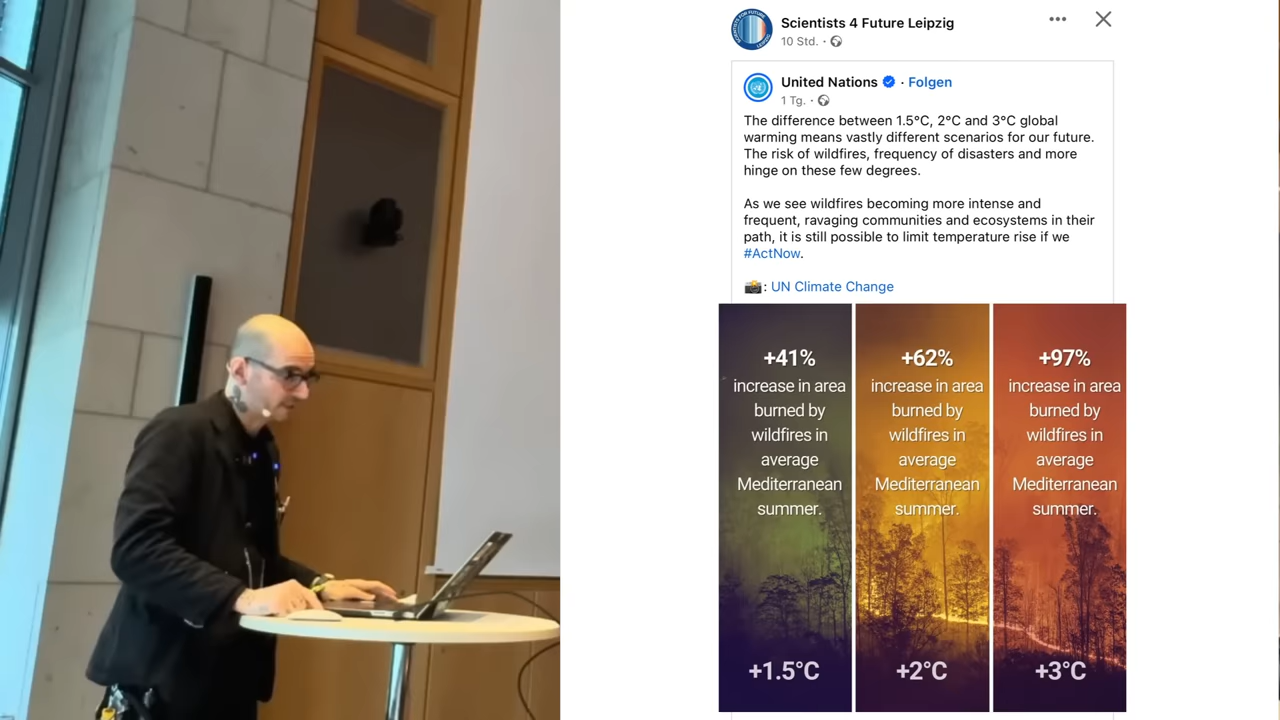 Scientists 4 Future Leipzig
10 Std. ·
United Nations · Folgen
1 Tg. ·
The difference between 1.5°C, 2°C and 3°C global
warming means vastly different scenarios for our future.
The risk of wildfires, frequency of disasters and more
hinge on these few degrees.
As we see wildfires becoming more intense and
frequent, ravaging communities and ecosystems in their
path, it is still possible to limit temperature rise if we
#ActNow.
: UN Climate Change
+41%
increase in area
burned by
wildfires in
average
Mediterranean
summer.
+1.5°C
+62%
increase in area
burned by
wildfires in
average
Mediterranean
summer.
+2°C
+97%
increase in area
burned by
wildfires in
average
Mediterranean
summer.
+3°C